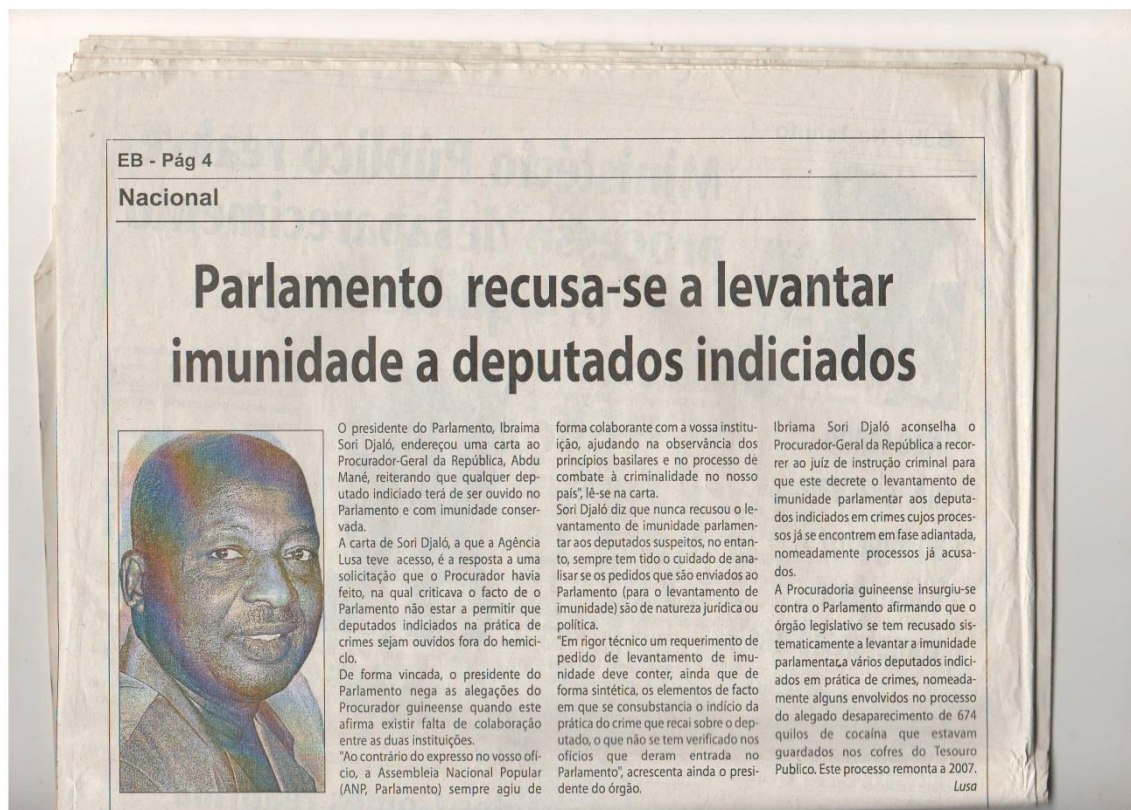 EB - Pág 4
Nacional
Parlamento recusa-se a levantar
imunidade a deputados indiciados
O presidente do Parlamento, Ibraima
Sori Djaló, endereçou uma carta ao
Procurador-Geral da República, Abdu
Mané, reiterando que qualquer dep-
utado indiciado terá de ser ouvido no
Parlamento e com imunidade conser-
vada.
A carta de Sori Djaló, a que a Agência
Lusa teve acesso, é a resposta a uma
solicitação que o Procurador havia
feito, na qual criticava o facto de o
Parlamento não estar a permitir que
deputados indiciados na prática de
crimes sejam ouvidos fora do hemici-
clo.
De forma vincada, o presidente do
Parlamento nega as alegações do
Procurador guineense quando este
afirma existir falta de colaboração
entre as duas instituições.
"Ao contrário do expresso no vosso ofí-
cio, a Assembleia Nacional Popular
(ANP, Parlamento) sempre agiu de
forma colaborante com a vossa institu-
ição, ajudando na observância dos
princípios basilares e no processo de
combate à criminalidade no nosso
país", lê-se na carta.
Sori Djaló diz que nunca recusou o le-
vantamento de imunidade parlamen-
tar aos deputados suspeitos, no entan-
to, sempre tem tido o cuidado de ana-
lisar se os pedidos que são enviados ao
Parlamento (para o levantamento de
imunidade) são de natureza jurídica ou
política.
"Em rigor técnico um requerimento de
pedido de levantamento de imu-
nidade deve conter, ainda que de
forma sintética, os elementos de facto
em que se consubstancia o indício da
prática do crime que recai sobre o dep-
utado, o que não se tem verificado nos
ofícios que deram entrada no
Parlamento", acrescenta ainda o presi-
dente do órgão.
Ibriama Sori Djaló aconselha o
Procurador-Geral da República a recor-
rer ao juíz de instrução criminal para
que este decrete o levantamento de
imunidade parlamentar aos deputa-
dos indiciados em crimes cujos proces-
sos já se encontrem em fase adiantada,
nomeadamente processos já acusa-
dos.
A Procuradoria guineense insurgiu-se
contra o Parlamento afirmando que o
órgão legislativo se tem recusado sis-
tematicamente a levantar a imunidade
parlamentar,a vários deputados indici-
ados em prática de crimes, nomeada-
mente alguns envolvidos no processo
do alegado desaparecimento de 674
quilos de cocaína que estavam
guardados nos cofres do Tesouro
Publico. Este processo remonta a 2007.
Lusa